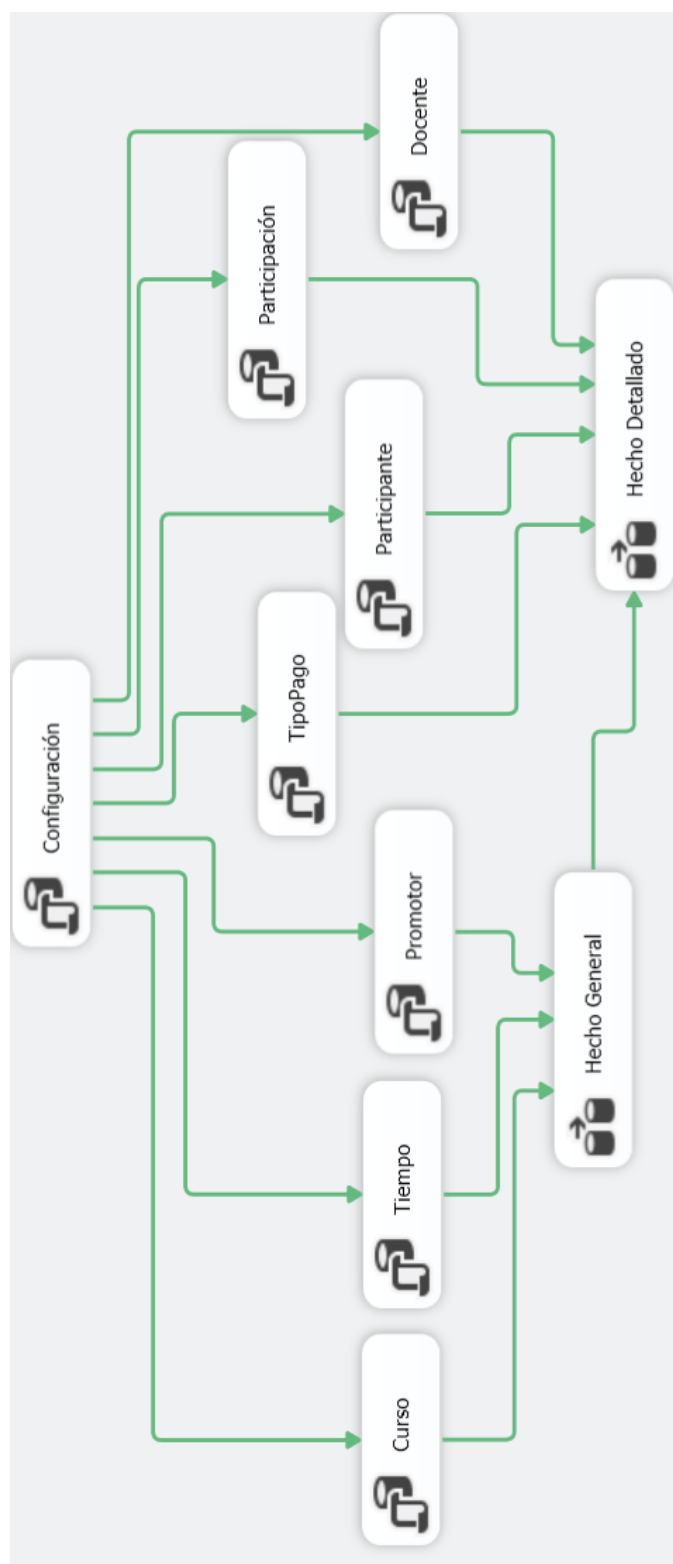 Configuración
Curso
Tiempo
Promotor
TipoPago
Participante
Participación
Docente
Hecho General
Hecho Detallado